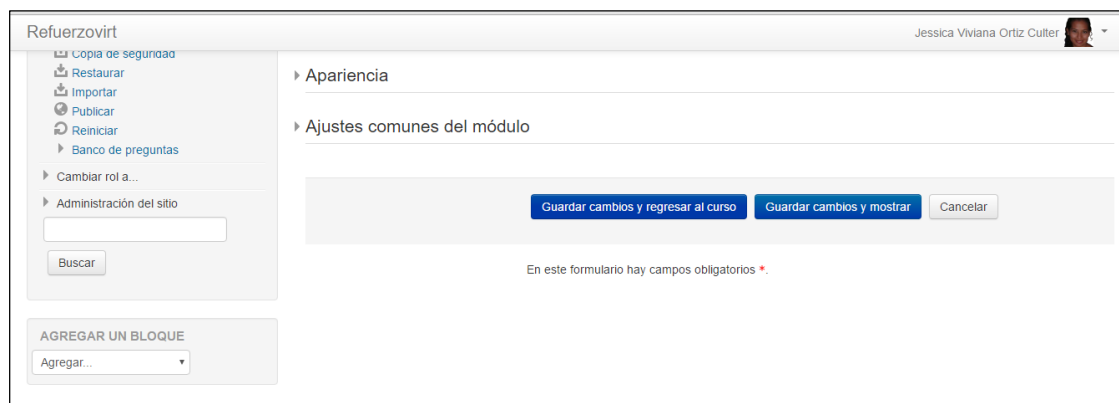 Refuerzovirt
Jessica Viviana Ortiz Culter
Copia de seguridad
Restaurar
Importar
Publicar
Reiniciar
Banco de preguntas
Cambiar rol a...
Administración del sitio
Buscar
AGREGAR UN BLOQUE
Agregar...
Apariencia
Ajustes comunes del módulo
Guardar cambios y regresar al curso
Guardar cambios y mostrar
Cancelar
En este formulario hay campos obligatorios *.